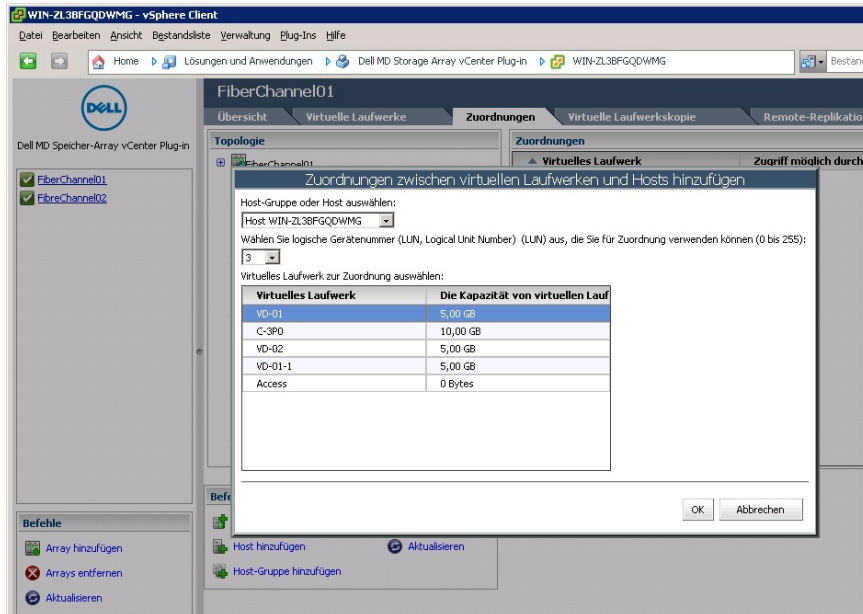 WIN-ZL3BFGQDWMG - vSphere Client
Datei Bearbeiten Ansicht Bestandsliste Verwaltung Plug-Ins Hilfe
Home Lösungen und Anwendungen Dell MD Storage Array vCenter Plug-in WIN-ZL3BFGQDWMG Bestan
DELL
Dell MD Speicher-Array vCenter Plug-in
FiberChannel01
FibreChannel02
FiberChannel01
Übersicht Virtuelle Laufwerke Zuordnungen Virtuelle Laufwerkskopie Remote-Replikatio
Topologie
FiberChannel01
Zuordnungen
Virtuelles Laufwerk Zugriff möglich durch
Zuordnungen zwischen virtuellen Laufwerken und Hosts hinzufügen
Host-Gruppe oder Host auswählen:
Host WIN-ZL3BFGQDWMG
Wählen Sie logische Gerätenummer (LUN, Logical Unit Number) (LUN) aus, die Sie für Zuordnung verwenden können (0 bis 255):
3
Virtuelles Laufwerk zur Zuordnung auswählen:
Virtuelles Laufwerk Die Kapazität von virtuellen Lauf
VD-01 5,00 GB
C-3P0 10,00 GB
VD-02 5,00 GB
VD-01-1 5,00 GB
Access 0 Bytes
OK Abbrechen
Befe
Host hinzufügen Aktualisieren
Host-Gruppe hinzufügen
Befehle
Array hinzufügen
Arrays entfernen
Aktualisieren